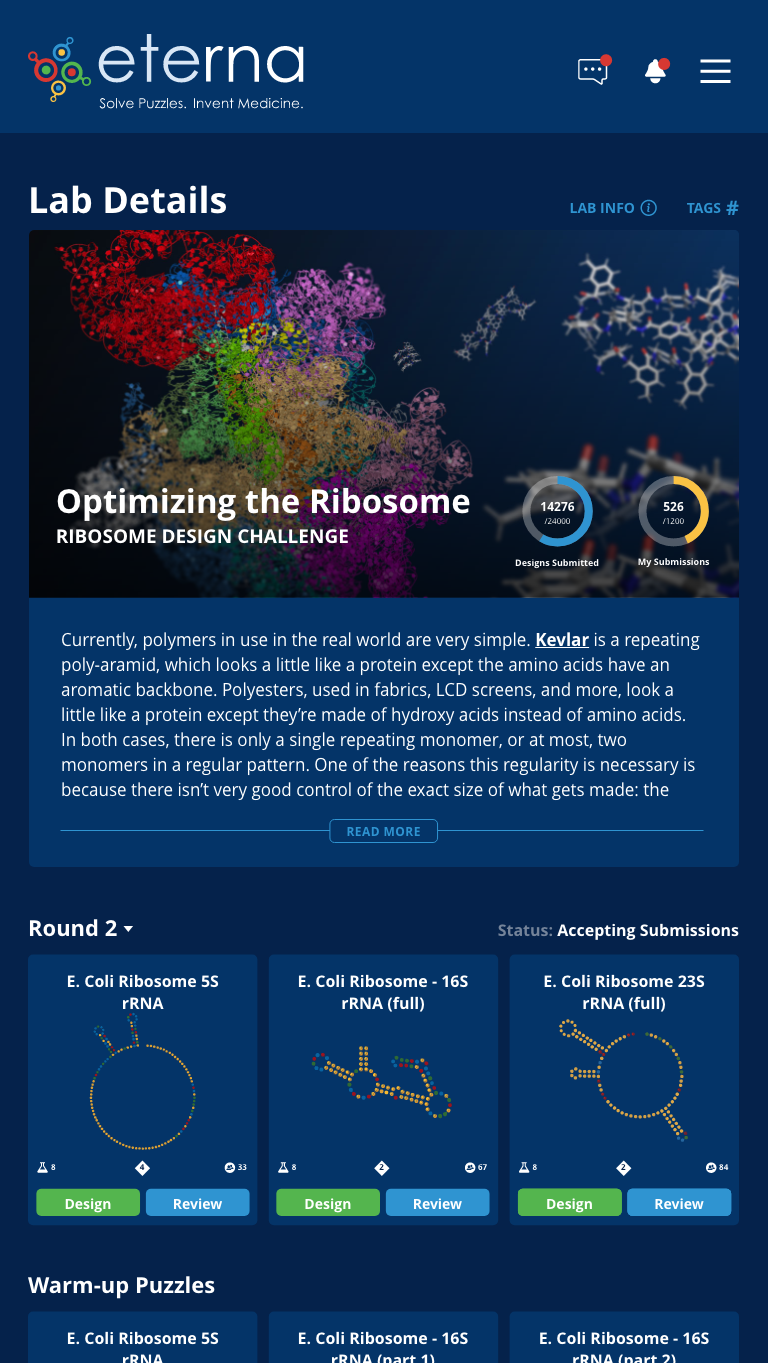 eterna
Solve Puzzles. Invent Medicine.
Lab Details
LAB INFO i
TAGS #
Optimizing the Ribosome
RIBOSOME DESIGN CHALLENGE
14276
/24000
Designs Submitted
526
/1200
My Submissions
Currently, polymers in use in the real world are very simple. Kevlar is a repeating
poly-aramid, which looks a little like a protein except the amino acids have an
aromatic backbone. Polyesters, used in fabrics, LCD screens, and more, look a
little like a protein except they’re made of hydroxy acids instead of amino acids.
In both cases, there is only a single repeating monomer, or at most, two
monomers in a regular pattern. One of the reasons this regularity is necessary is
because there isn’t very good control of the exact size of what gets made: the
READ MORE
Round 2
Status: Accepting Submissions
E. Coli Ribosome 5S
rRNA
8
4
33
Design
Review
E. Coli Ribosome - 16S
rRNA (full)
8
2
67
Design
Review
E. Coli Ribosome 23S
rRNA (full)
8
2
84
Design
Review
Warm-up Puzzles
E. Coli Ribosome 5S
rRNA
E. Coli Ribosome - 16S
rRNA (part 1)
E. Coli Ribosome - 16S
rRNA (part 2)